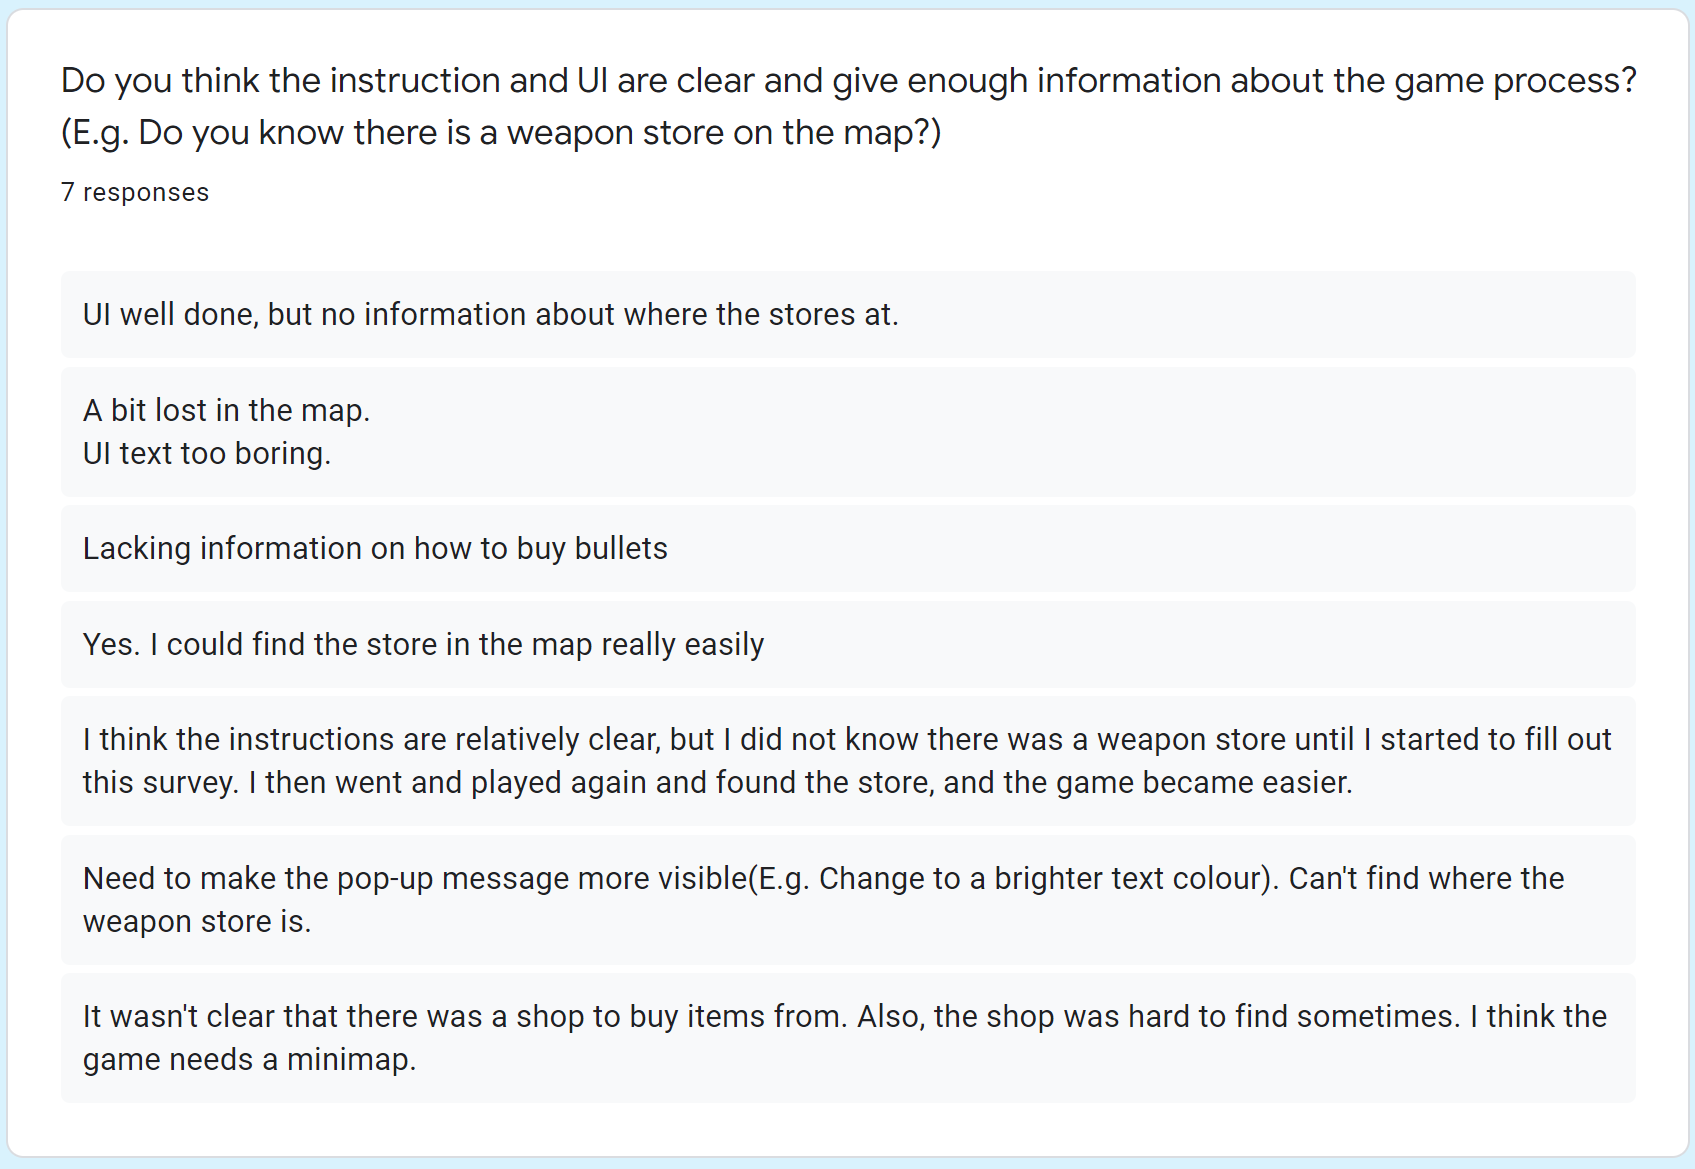 Do you think the instruction and UI are clear and give enough information about the game process?
(E.g. Do you know there is a weapon store on the map?)
7 responses
UI well done, but no information about where the stores at.
A bit lost in the map.
UI text too boring.
Lacking information on how to buy bullets
Yes. I could find the store in the map really easily
I think the instructions are relatively clear, but I did not know there was a weapon store until I started to fill out
this survey. I then went and played again and found the store, and the game became easier.
Need to make the pop-up message more visible(E.g. Change to a brighter text colour). Can't find where the
weapon store is.
It wasn't clear that there was a shop to buy items from. Also, the shop was hard to find sometimes. I think the
game needs a minimap.